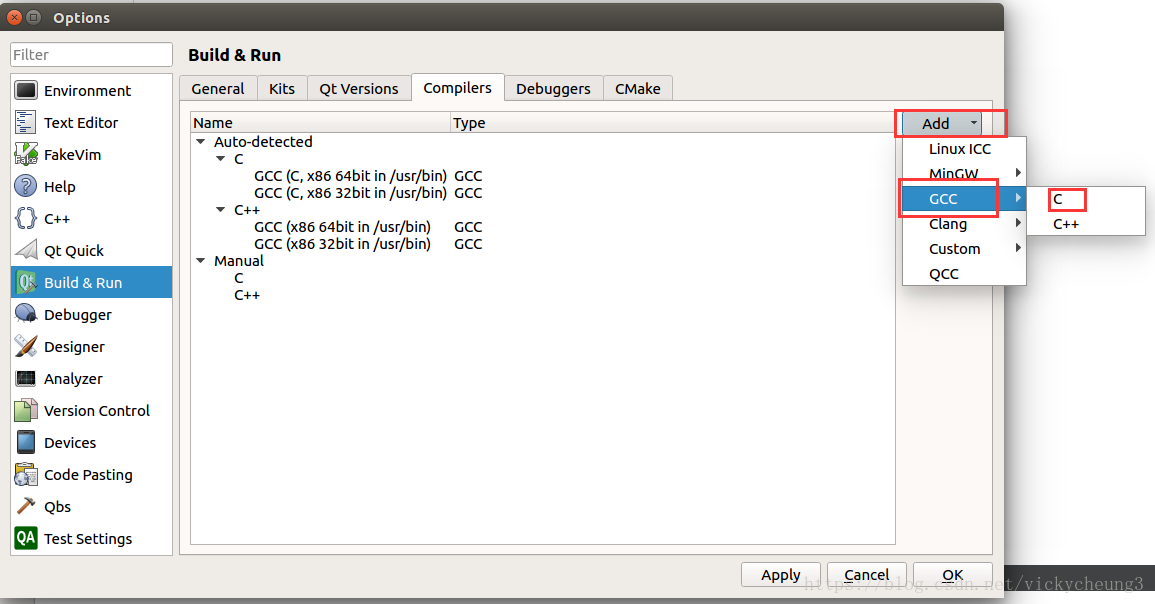 Options
Filter
Environment
Text Editor
FakeVim
Help
C++
Qt Quick
Build & Run
Debugger
Designer
Analyzer
Version Control
Devices
Code Pasting
Qbs
QA Test Settings
Build & Run
General Kits Qt Versions Compilers Debuggers CMake
Name Type
Auto-detected
C
GCC (C, x86 64bit in /usr/bin) GCC
GCC (C, x86 32bit in /usr/bin) GCC
C++
GCC (x86 64bit in /usr/bin) GCC
GCC (x86 32bit in /usr/bin) GCC
Manual
C
C++
Add
Linux ICC
MinGW
GCC
Clang
Custom
QCC
C
C++
Apply Cancel OK
https://blog.csdn.net/vickycheung3